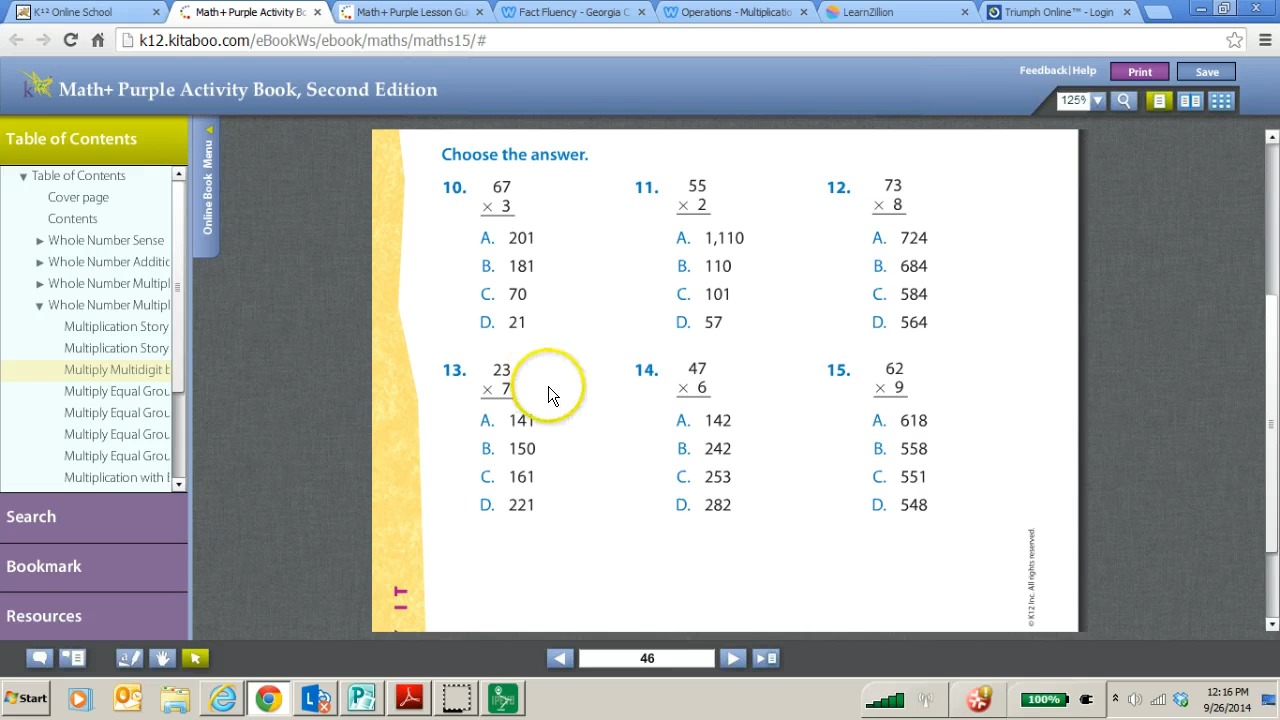 K12 Online School
Math+ Purple Activity Bo
Math+ Purple Lesson Gui
Fact Fluency - Georgia C
Operations - Multiplicatio
LearnZillion
Triumph Online™ - Login
k12.kitaboo.com/eBookWs/ebook/maths/maths15/#
Math+ Purple Activity Book, Second Edition
Feedback|Help
Print
Save
125%
Table of Contents
Table of Contents
Cover page
Contents
Whole Number Sense
Whole Number Additic
Whole Number Multipl
Whole Number Multipl
Multiplication Story
Multiplication Story
Multiply Multidigit b
Multiply Equal Grou
Multiply Equal Grou
Multiply Equal Grou
Multiply Equal Grou
Multiplication with E
Search
Bookmark
Resources
Online Book Menu
Choose the answer.
10. 67
× 3
A. 201
B. 181
C. 70
D. 21
11. 55
× 2
A. 1,110
B. 110
C. 101
D. 57
12. 73
× 8
A. 724
B. 684
C. 584
D. 564
13. 23
× 7
A. 141
B. 150
C. 161
D. 221
14. 47
× 6
A. 142
B. 242
C. 253
D. 282
15. 62
× 9
A. 618
B. 558
C. 551
D. 548
© K12 Inc. All rights reserved.
I T
46
Start
100%
12:16 PM
9/26/2014